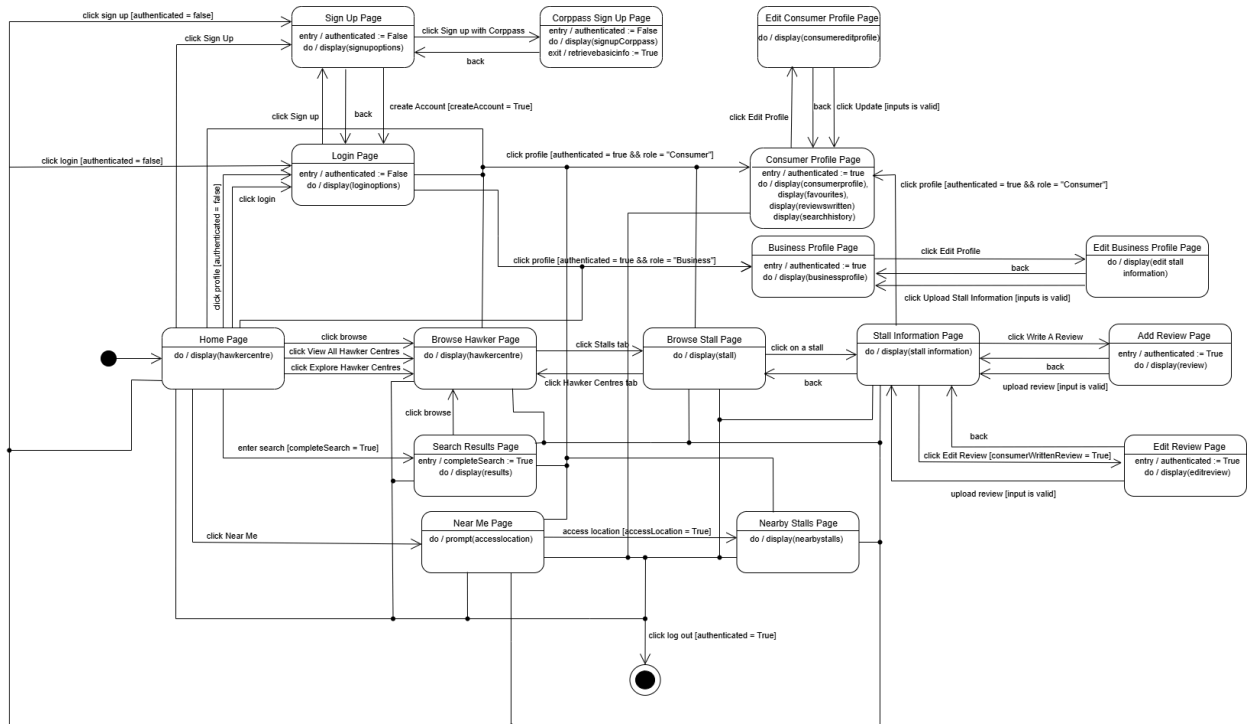 click sign up [authenticated = false]
Sign Up Page
entry / authenticated := False
do / display(signupoptions)
click Sign up with Corppass
back
Corppass Sign Up Page
entry / authenticated := False
do / display(signupCorppass)
exit / retrievebasicinfo := True
Edit Consumer Profile Page
do / display(consumereditprofile)
click Sign Up
click Sign up
back
create Account [createAccount = True]
click Edit Profile
back
click Update [inputs is valid]
click login [authenticated = false]
Login Page
entry / authenticated := False
do / display(loginoptions)
click profile [authenticated = true && role = "Consumer"]
Consumer Profile Page
entry / authenticated := true
do / display(consumerprofile),
display(favourites),
display(reviewswritten)
display(searchhistory)
click profile [authenticated = true && role = "Consumer"]
click profile [authenticated = false]
click login
click profile [authenticated = true && role = "Business"]
Business Profile Page
entry / authenticated := true
do / display(businessprofile)
click Edit Profile
back
click Upload Stall Information [inputs is valid]
Edit Business Profile Page
do / display(edit stall
information)
Home Page
do / display(hawkercentre)
click browse
click View All Hawker Centres
click Explore Hawker Centres
Browse Hawker Page
do / display(hawkercentre)
click Stalls tab
click Hawker Centres tab
Browse Stall Page
do / display(stall)
click on a stall
back
Stall Information Page
do / display(stall information)
click Write A Review
back
upload review [input is valid]
Add Review Page
entry / authenticated := True
do / display(review)
click browse
enter search [completeSearch = True]
Search Results Page
entry / completeSearch := True
do / display(results)
back
click Edit Review [consumerWrittenReview = True]
upload review [input is valid]
Edit Review Page
entry / authenticated := True
do / display(editreview)
click Near Me
Near Me Page
do / prompt(accesslocation)
access location [accessLocation = True]
Nearby Stalls Page
do / display(nearbystalls)
click log out [authenticated = True]